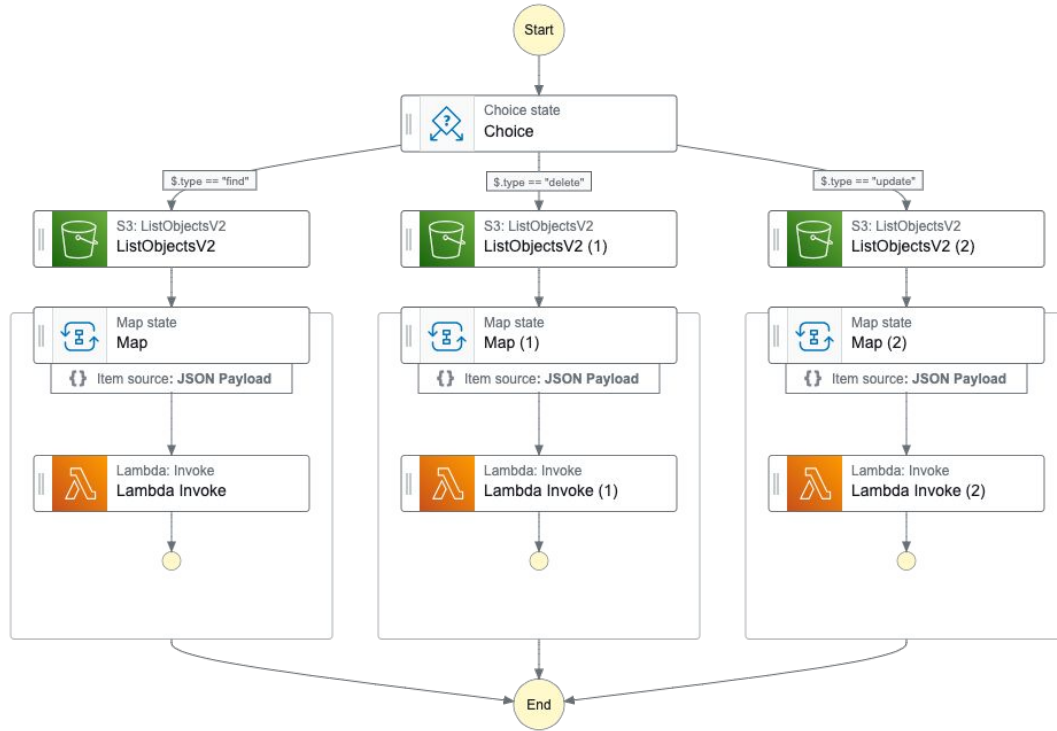 Start
Choice state
Choice
$.type == "find"
$.type == "delete"
$.type == "update"
S3: ListObjectsV2
ListObjectsV2
S3: ListObjectsV2
ListObjectsV2 (1)
S3: ListObjectsV2
ListObjectsV2 (2)
Map state
Map
{} Item source: JSON Payload
Map state
Map (1)
{} Item source: JSON Payload
Map state
Map (2)
{} Item source: JSON Payload
Lambda: Invoke
Lambda Invoke
Lambda: Invoke
Lambda Invoke (1)
Lambda: Invoke
Lambda Invoke (2)
End